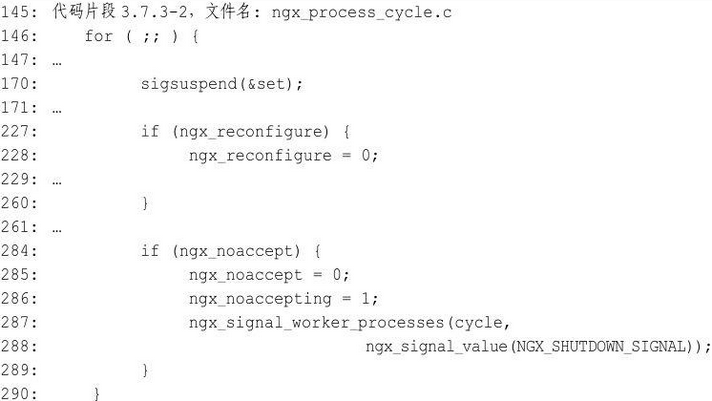 145: 代码片段 3.7.3-2，文件名: ngx_process_cycle.c
146: for ( ;; ) {
147: …
170: sigsuspend(&set);
171: …
227: if (ngx_reconfigure) {
228: ngx_reconfigure = 0;
229: …
260: }
261: …
284: if (ngx_noaccept) {
285: ngx_noaccept = 0;
286: ngx_noaccepting = 1;
287: ngx_signal_worker_processes(cycle,
288: ngx_signal_value(NGX_SHUTDOWN_SIGNAL));
289: }
290: }